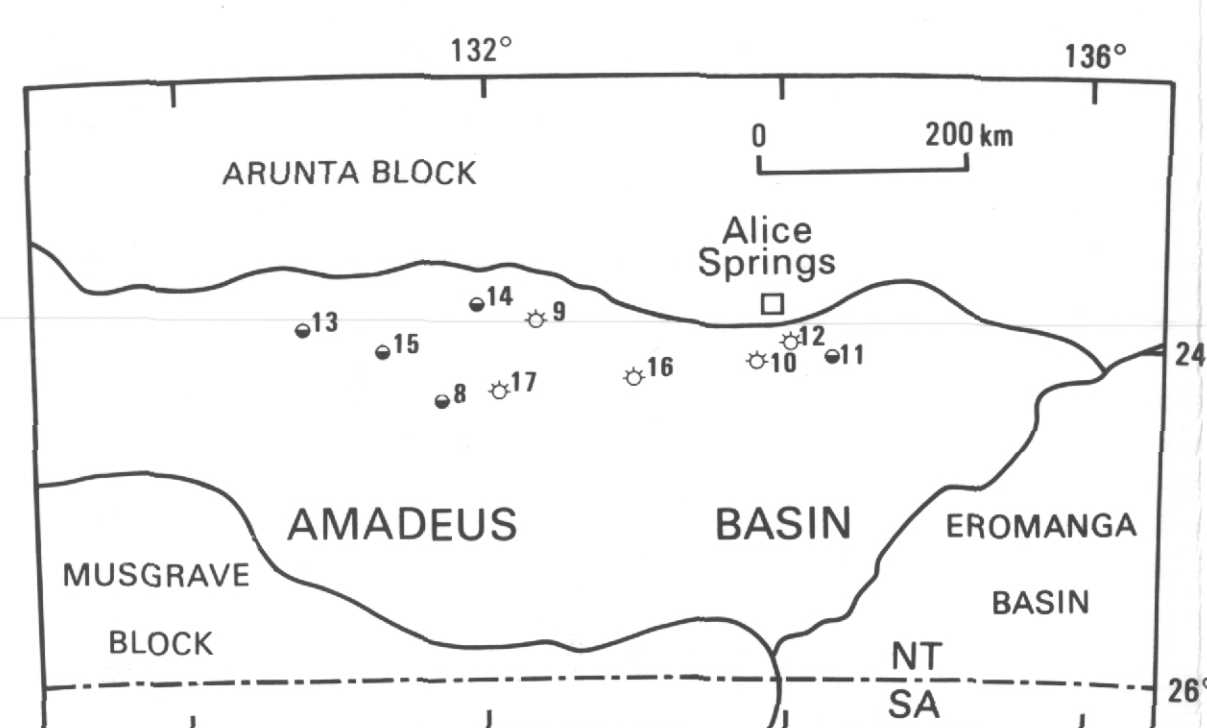 132°
136°
0
200 km
ARUNTA BLOCK
Alice
Springs
14
9
13
12
15
10
11
24
16
17
8
AMADEUS
BASIN
EROMANGA
MUSGRAVE
BASIN
BLOCK
NT
26°
SA